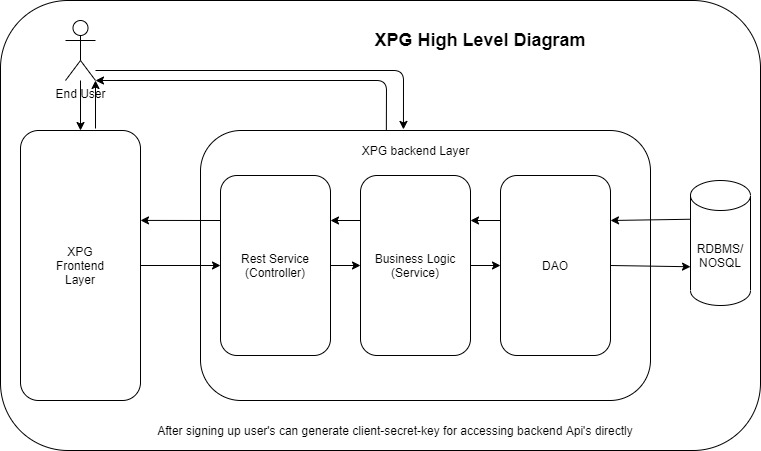 XPG High Level Diagram
End User
XPG backend Layer
XPG
Frontend
Layer
Rest Service
(Controller)
Business Logic
(Service)
DAO
RDBMS/
NOSQL
After signing up user's can generate client-secret-key for accessing backend Api's directly